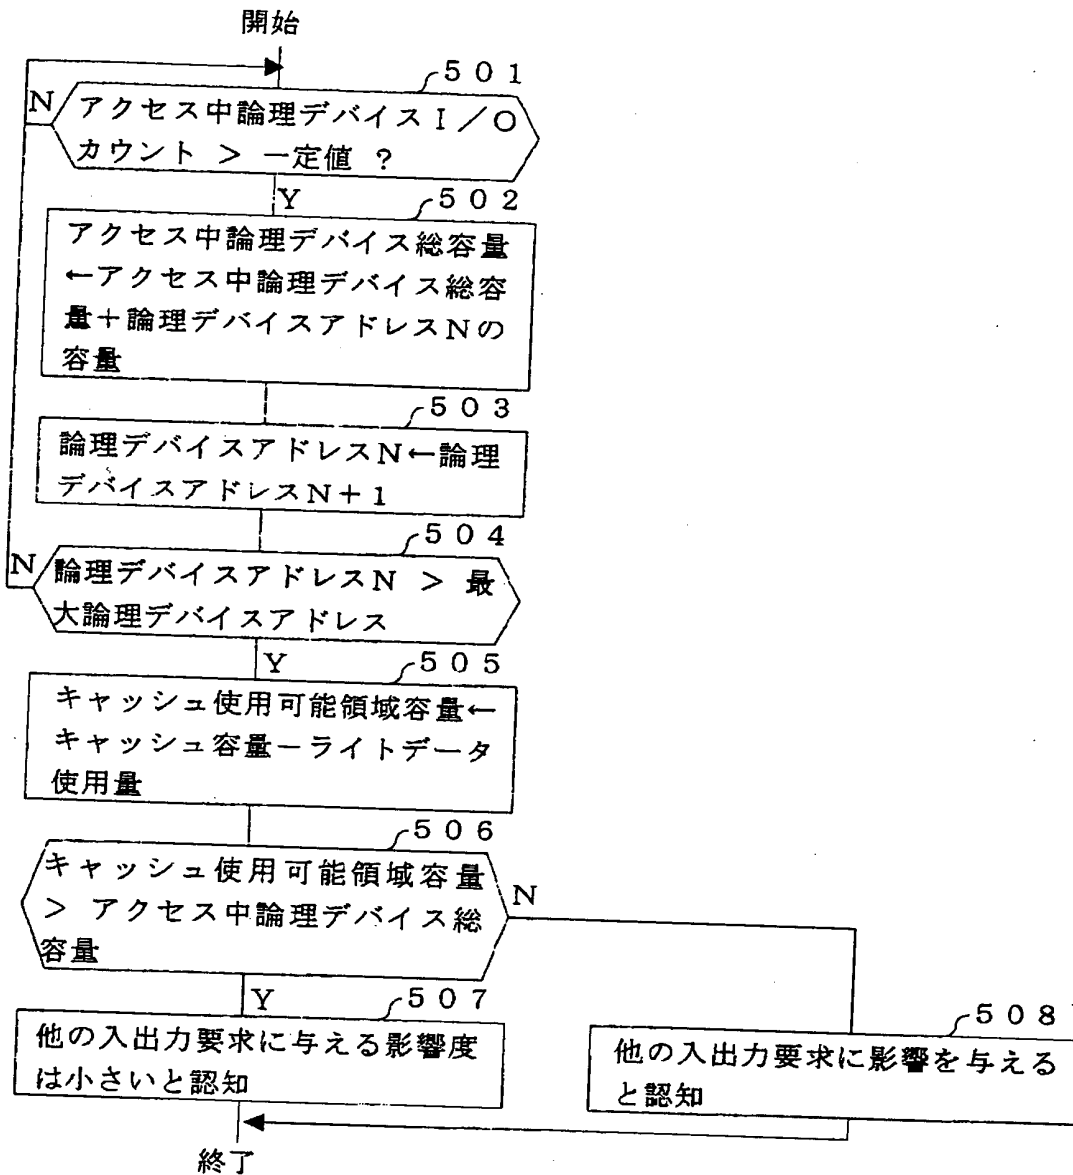 開始
501
N
アクセス中論理デバイスI/O
カウント > 一定値 ?
Y
502
アクセス中論理デバイス総容量
←アクセス中論理デバイス総容
量+論理デバイスアドレスNの
容量
503
論理デバイスアドレスN←論理
デバイスアドレスN+1
504
N
論理デバイスアドレスN > 最
大論理デバイスアドレス
Y
505
キャッシュ使用可能領域容量←
キャッシュ容量-ライトデータ
使用量
506
キャッシュ使用可能領域容量
> アクセス中論理デバイス総
容量
N
Y
507
他の入出力要求に与える影響度
は小さいと認知
508
他の入出力要求に影響を与える
と認知
終了